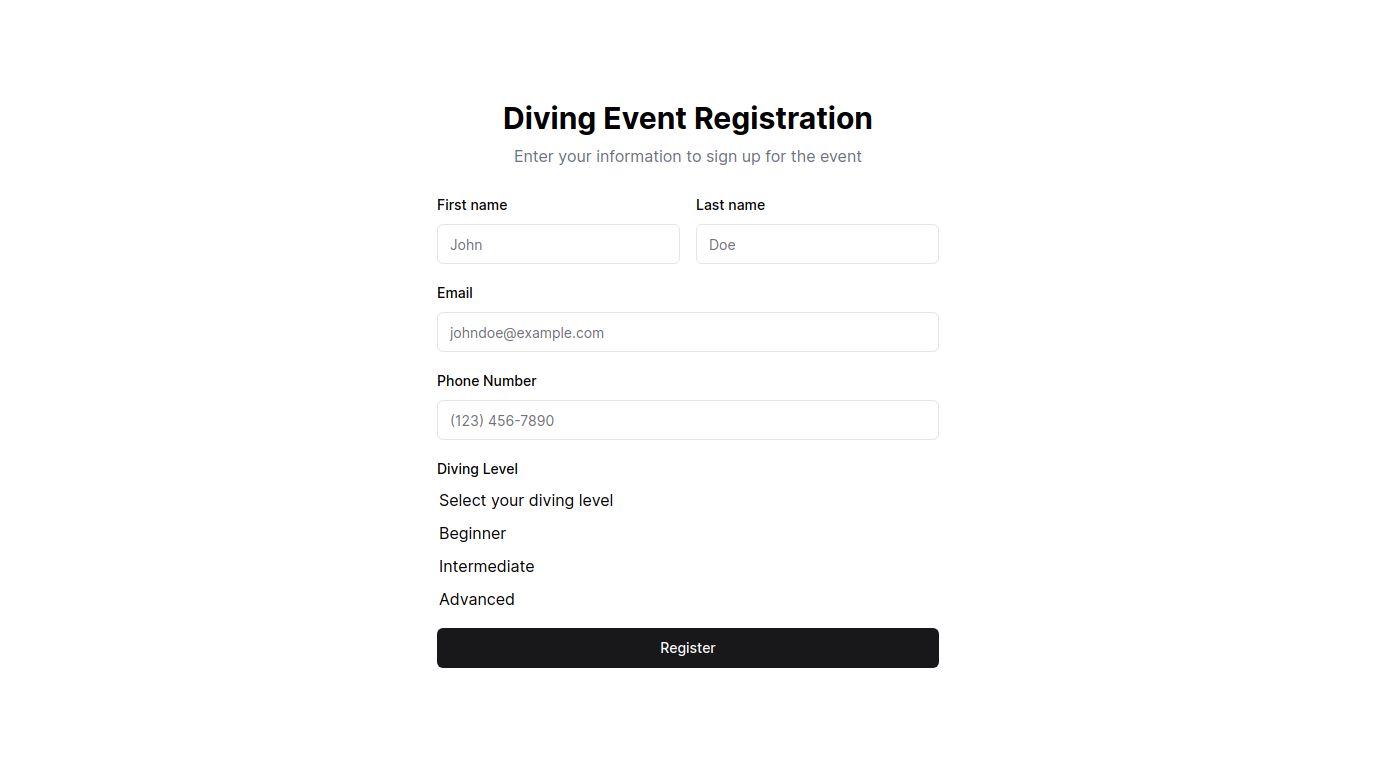 Diving Event Registration
Enter your information to sign up for the event
First name
Last name
John
Doe
Email
johndoe@example.com
Phone Number
(123) 456-7890
Diving Level
Select your diving level
Beginner
Intermediate
Advanced
Register